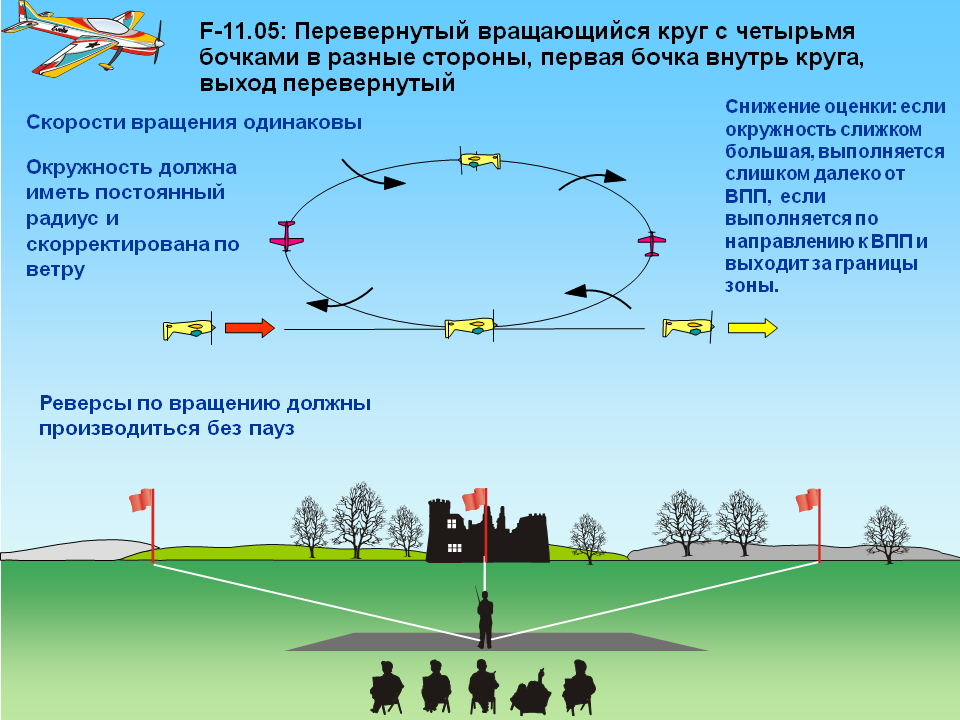 F-11.05: Перевернутый вращающийся круг с четырьмя
бочками в разные стороны, первая бочка внутрь круга,
выход перевернутый
Скорости вращения одинаковы
Окружность должна
иметь постоянный
радиус и
скорректирована по
ветру
Снижение оценки: если
окружность слижком
большая, выполняется
слишком далеко от
ВПП, если
выполняется по
направлению к ВПП и
выходит за границы
зоны.
Реверсы по вращению должны
производиться без пауз